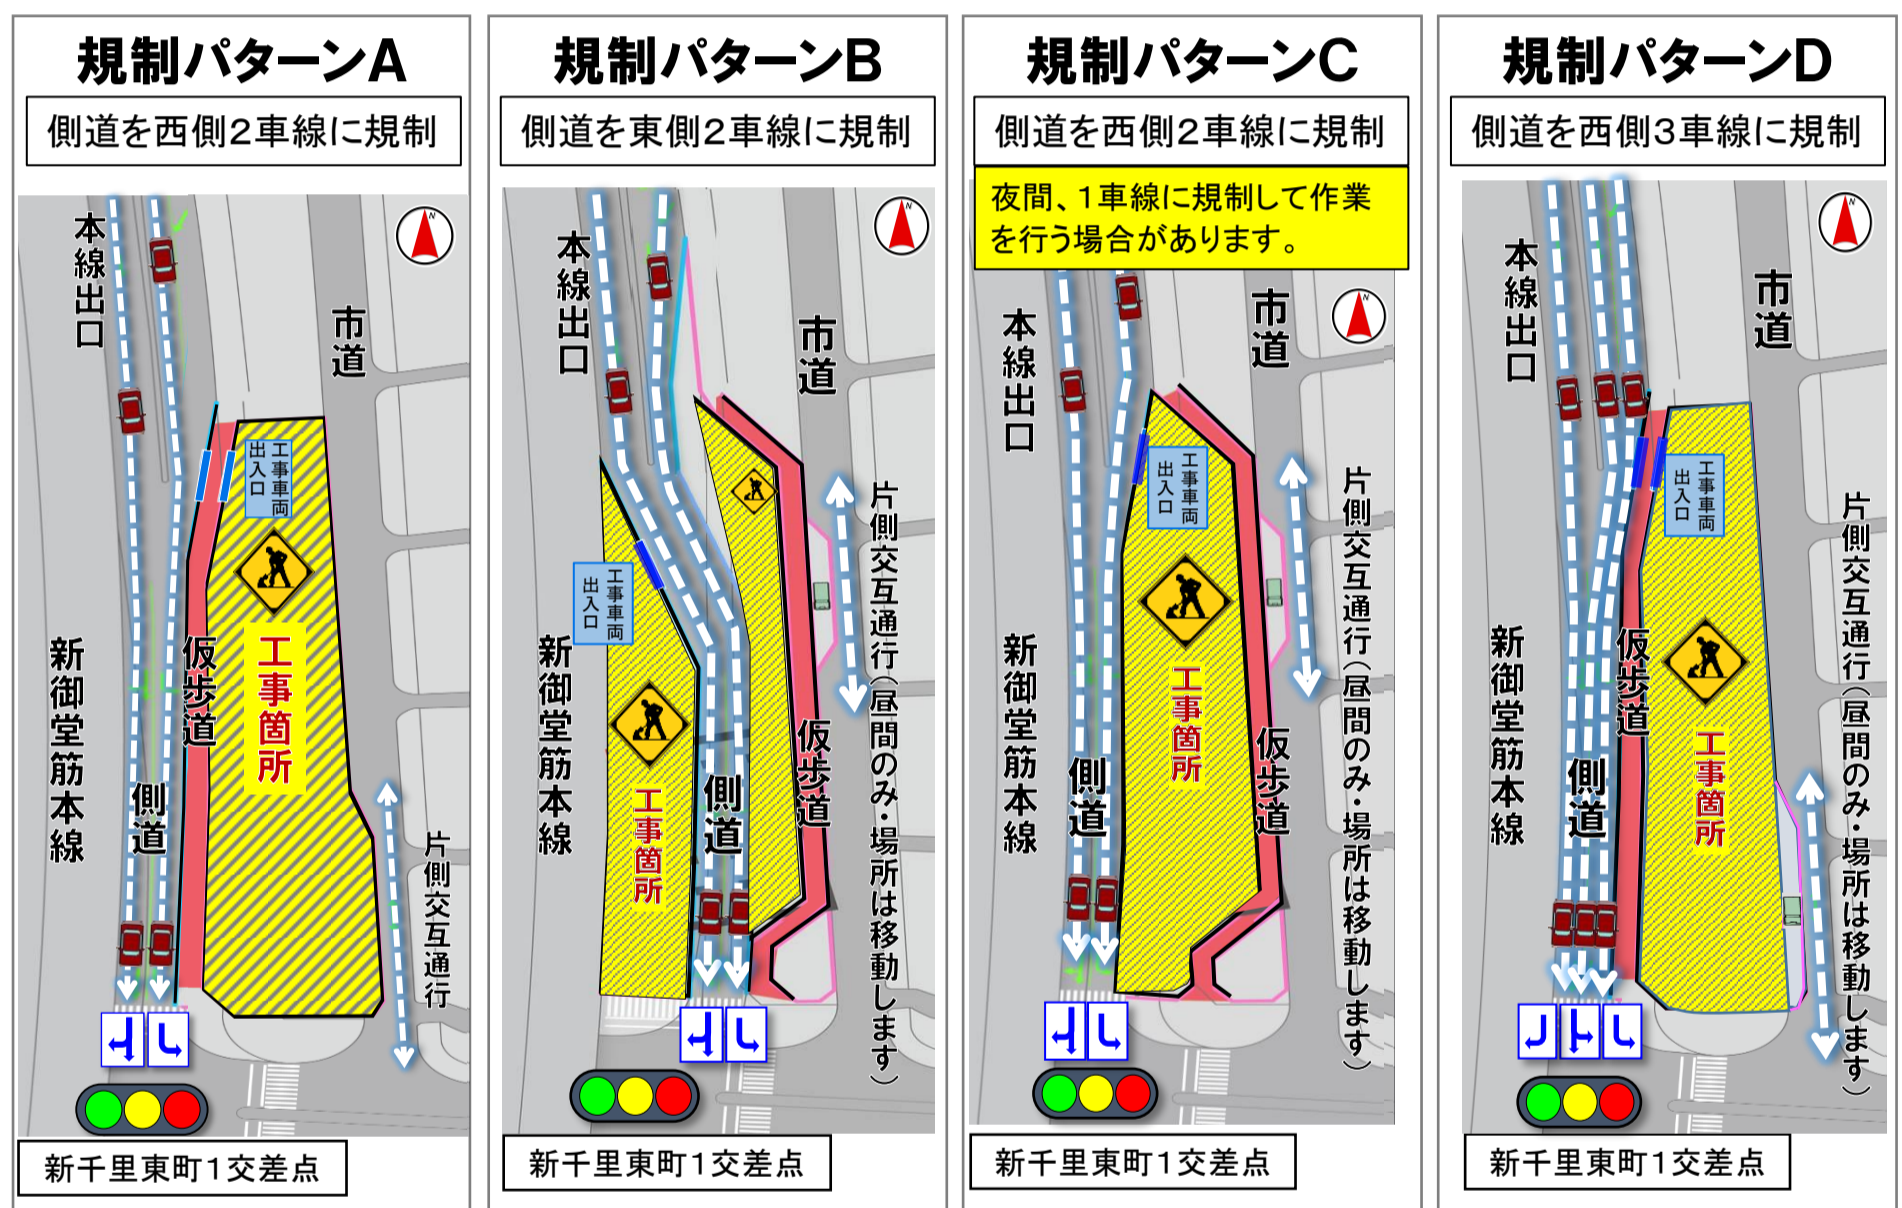 規制パターンA
側道を西側2車線に規制
本線出口
市道
工事車両
出入口
工事箇所
仮歩道
新御堂筋本線
側道
片側交互通行
新千里東町1交差点
規制パターンB
側道を東側2車線に規制
本線出口
市道
片側交互通行(昼間のみ・場所は移動します)
工事車両
出入口
新御堂筋本線
工事箇所
側道
仮歩道
新千里東町1交差点
規制パターンC
側道を西側2車線に規制
夜間、1車線に規制して作業
を行う場合があります。
本線出口
市道
工事車両
出入口
片側交互通行(昼間のみ・場所は移動します)
新御堂筋本線
工事箇所
側道
仮歩道
新千里東町1交差点
規制パターンD
側道を西側3車線に規制
本線出口
市道
工事車両
出入口
片側交互通行(昼間のみ・場所は移動します)
新御堂筋本線
仮歩道
工事箇所
側道
新千里東町1交差点